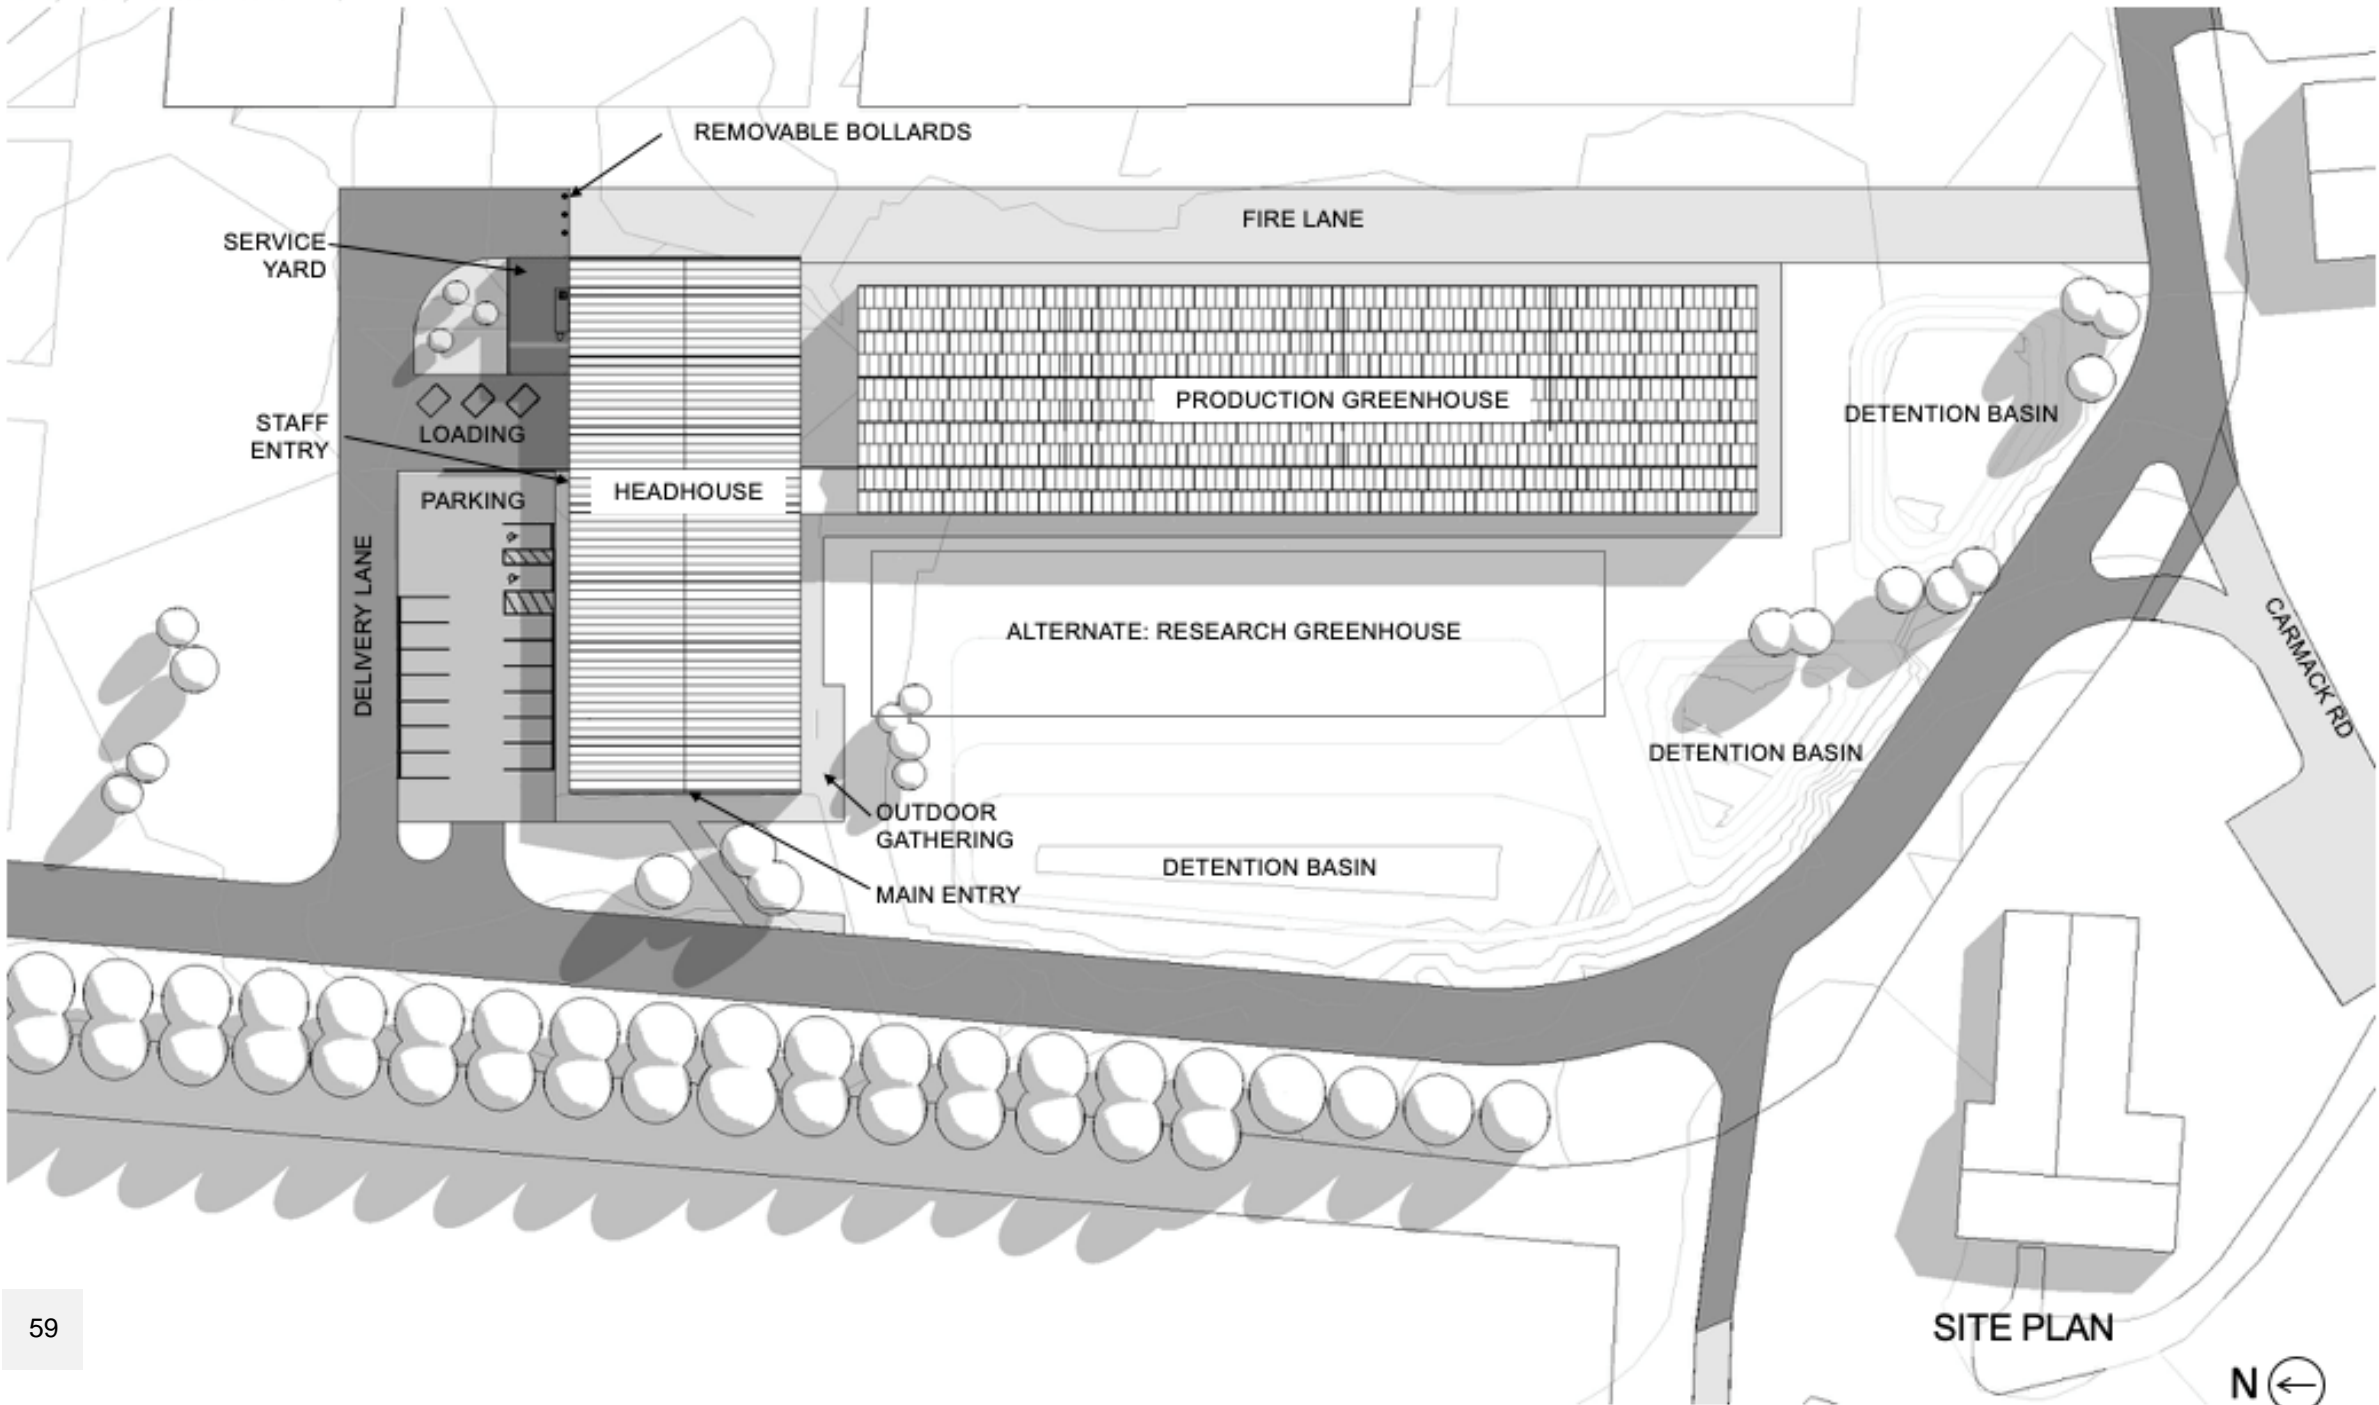 REMOVABLE BOLLARDS
FIRE LANE
SERVICE
YARD
PRODUCTION GREENHOUSE
DETENTION BASIN
STAFF
ENTRY
LOADING
HEADHOUSE
PARKING
DELIVERY LANE
ALTERNATE: RESEARCH GREENHOUSE
CARMACK RD
DETENTION BASIN
OUTDOOR
GATHERING
DETENTION BASIN
MAIN ENTRY
59
SITE PLAN
N